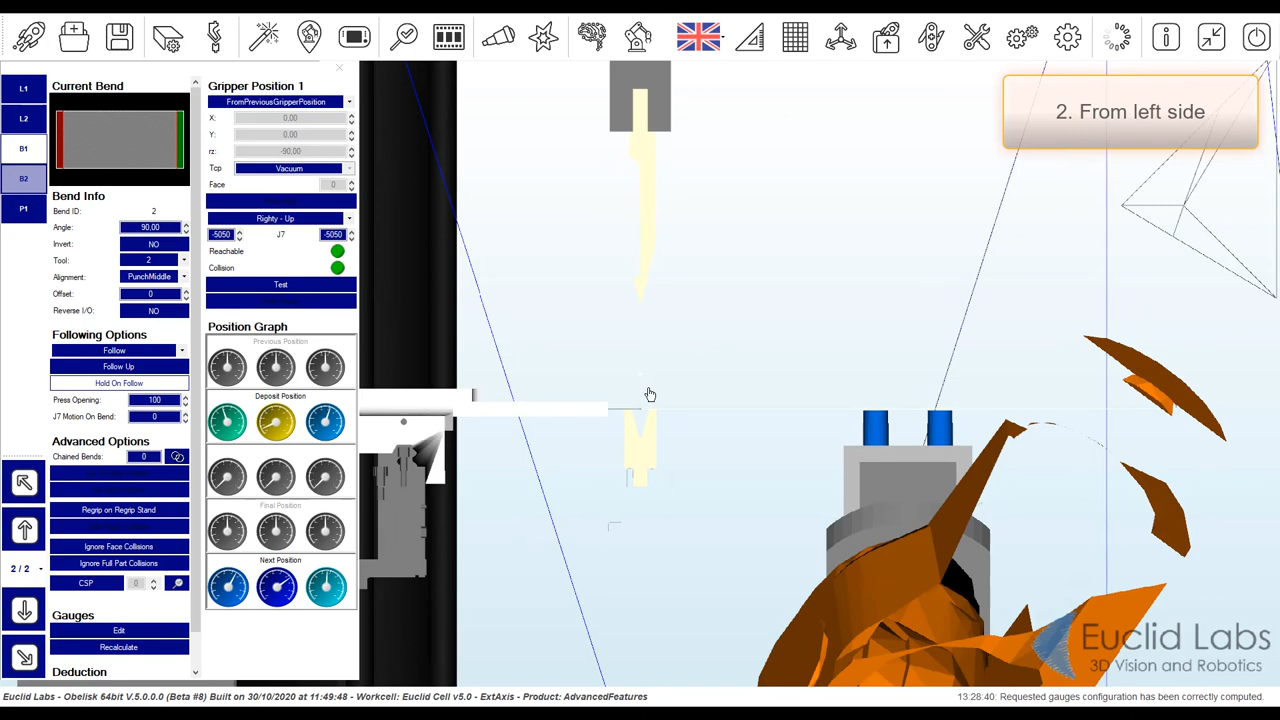 2. From left side
L1
L2
B1
B2
P1
2 / 2
Current Bend
Bend Info
Bend ID: 2
Angle: 90.00
Invert: NO
Tool: 2
Alignment: PunchMiddle
Offset: 0
Reverse I/O: NO
Following Options
Follow
Follow Up
Hold On Follow
Press Opening: 100
J7 Motion On Bend: 0
Advanced Options
Chained Bends: 0
Regrip on Regrip Stand
Ignore Face Collisions
Ignore Full Part Collisions
CSP 0
Gauges
Edit
Recalculate
Deduction
Gripper Position 1
FromPreviousGripperPosition
X: 0.00
Y: 0.00
rz: -90.00
Tcp Vacuum
Face 0
Righty - Up
-5050 J7 -5050
Reachable
Collision
Test
Position Graph
Previous Position
Deposit Position
Final Position
Next Position
Euclid Labs
3D Vision and Robotics
Euclid Labs - Obelisk 64bit V.5.0.0.0 (Beta #8) Built on 30/10/2020 at 11:49:48 - Workcell: Euclid Cell v5.0 - ExtAxis - Product: AdvancedFeatures
13:28:40: Requested gauges configuration has been correctly computed.